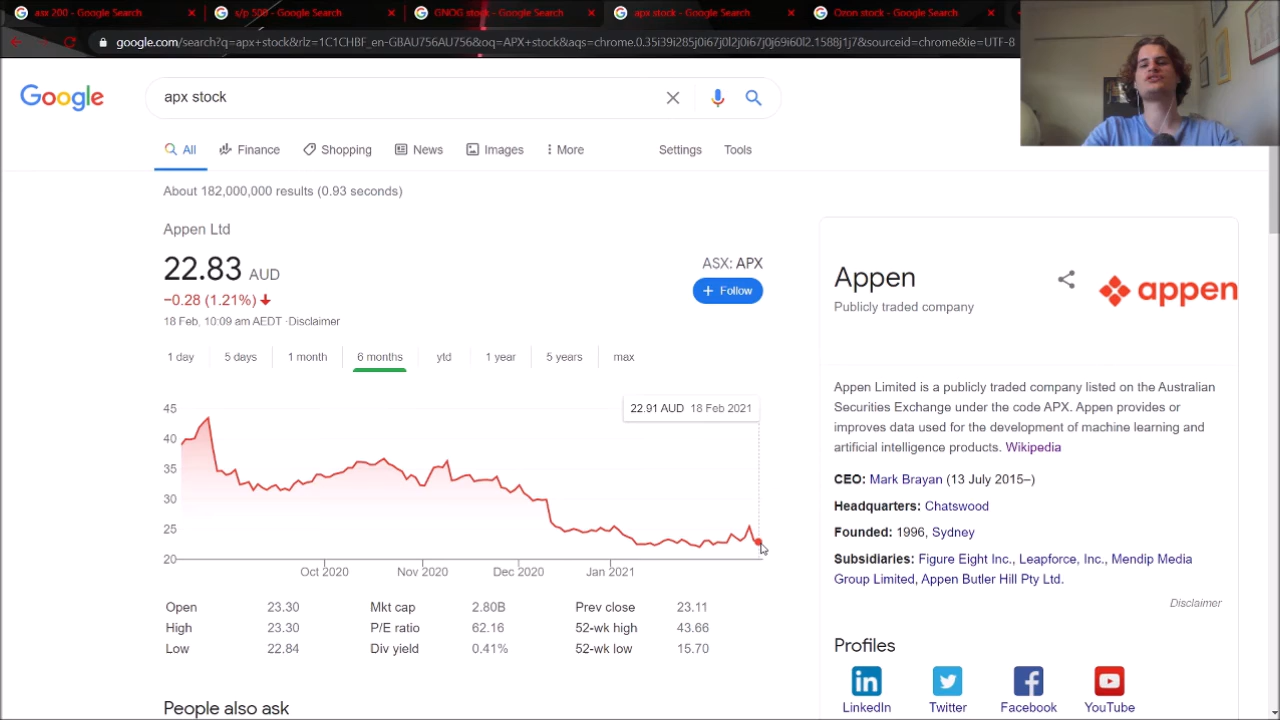 asx 200 - Google Search
s/p 500 - Google Search
GNOG stock - Google Search
apx stock - Google Search
Ozon stock - Google Search
google.com/search?q=apx+stock&rlz=1C1CHBF_en-GBAU756AU756&oq=APX+stock&aqs=chrome.0.35i39i285j0i67j0l2j0i67j0j69i60l2.1588j1j7&sourceid=chrome&ie=UTF-8
Google
apx stock
All
Finance
Shopping
News
Images
More
Settings
Tools
About 182,000,000 results (0.93 seconds)
Appen Ltd
22.83 AUD
−0.28 (1.21%)
18 Feb, 10:09 am AEDT ·Disclaimer
ASX: APX
+ Follow
1 day
5 days
1 month
6 months
ytd
1 year
5 years
max
22.91 AUD 18 Feb 2021
45
40
35
30
25
20
Oct 2020
Nov 2020
Dec 2020
Jan 2021
Open 23.30
High 23.30
Low 22.84
Mkt cap 2.80B
P/E ratio 62.16
Div yield 0.41%
Prev close 23.11
52-wk high 43.66
52-wk low 15.70
People also ask
Appen
Publicly traded company
appen
Appen Limited is a publicly traded company listed on the Australian
Securities Exchange under the code APX. Appen provides or
improves data used for the development of machine learning and
artificial intelligence products. Wikipedia
CEO: Mark Brayan (13 July 2015–)
Headquarters: Chatswood
Founded: 1996, Sydney
Subsidiaries: Figure Eight Inc., Leapforce, Inc., Mendip Media
Group Limited, Appen Butler Hill Pty Ltd.
Disclaimer
Profiles
LinkedIn
Twitter
Facebook
YouTube